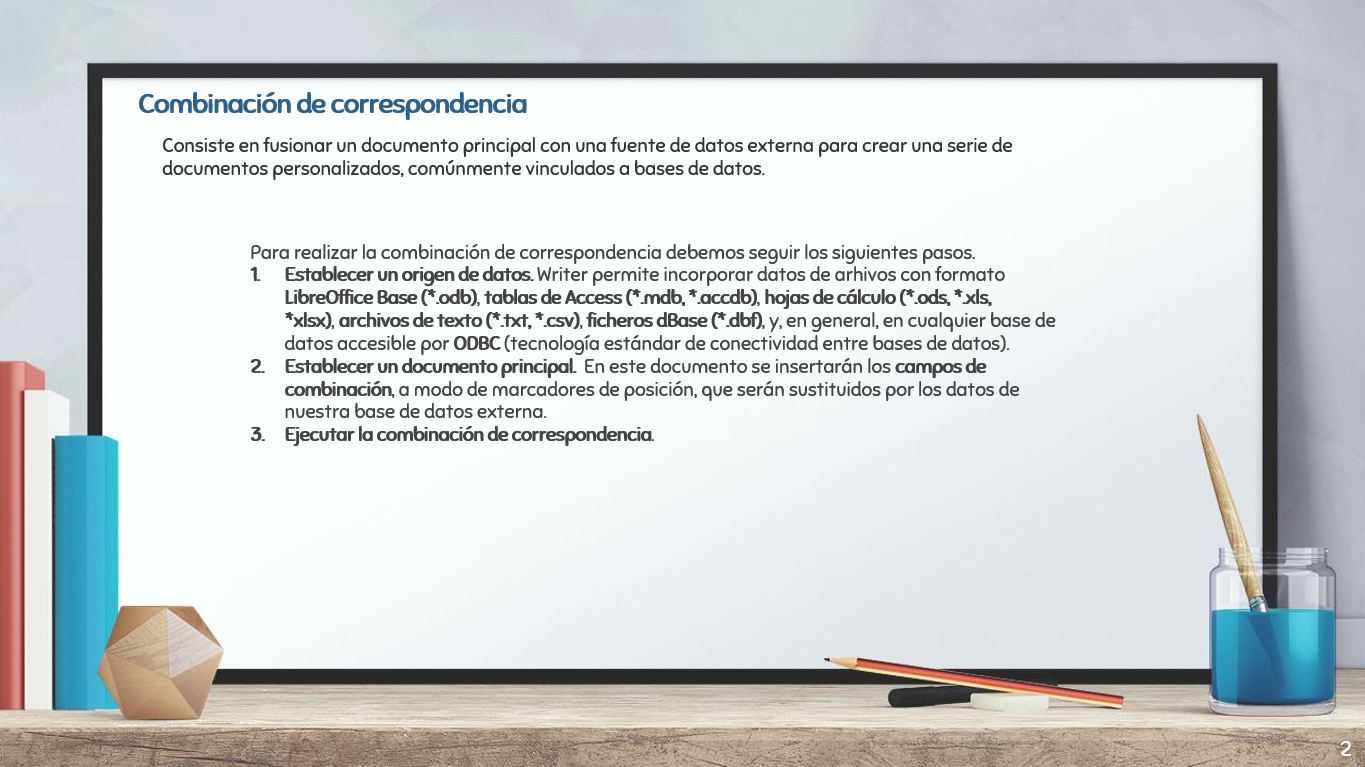 Combinación de correspondencia
Consiste en fusionar un documento principal con una fuente de datos externa para crear una serie de
documentos personalizados, comúnmente vinculados a bases de datos.
Para realizar la combinación de correspondencia debemos seguir los siguientes pasos.
1. Establecer un origen de datos. Writer permite incorporar datos de arhivos con formato
LibreOffice Base (*.odb), tablas de Access (*.mdb, *.accdb), hojas de cálculo (*.ods, *.xls,
*xlsx), archivos de texto (*.txt, *.csv), ficheros dBase (*.dbf), y, en general, en cualquier base de
datos accesible por ODBC (tecnología estándar de conectividad entre bases de datos).
2. Establecer un documento principal. En este documento se insertarán los campos de
combinación, a modo de marcadores de posición, que serán sustituidos por los datos de
nuestra base de datos externa.
3. Ejecutar la combinación de correspondencia.
2